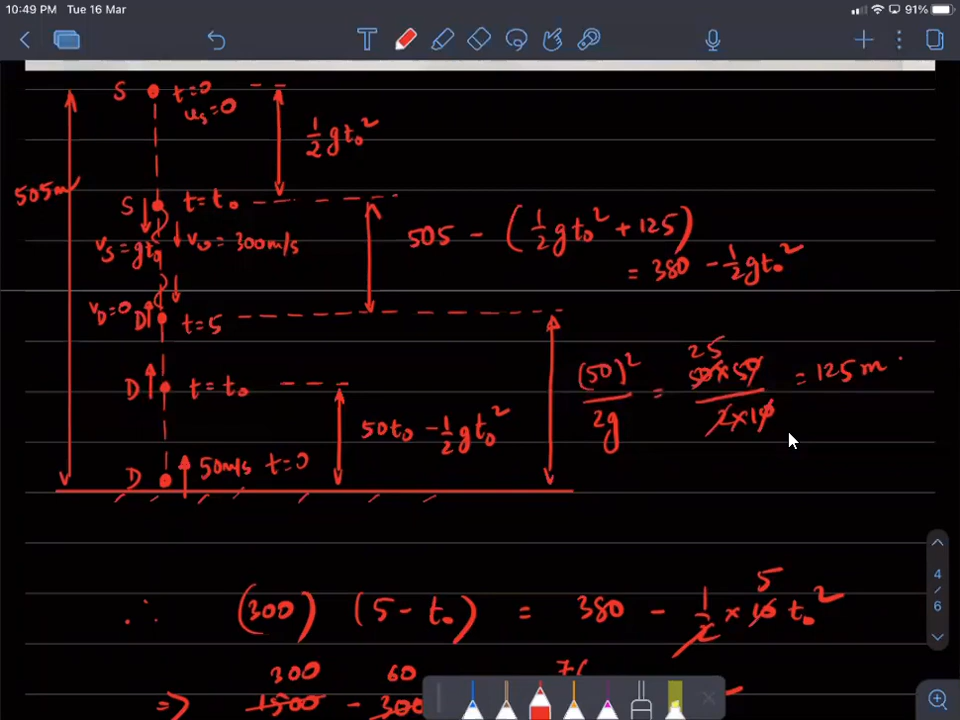 10:49 PM Tue 16 Mar 91%
T
S t=0
u_s=0
½gt₀²
505m
S t=t₀
v_s=gt₀ v₀=300m/s
505 − (½gt₀² + 125)
= 380 − ½gt₀²
v_D=0 D t=5
(50)²/2g = 50×50/2×10 = 125m
25
D t=t₀
50t₀ − ½gt₀²
D 50m/s t=0
4
/
6
∴ (300) (5 − t₀) = 380 − ½ × 10 t₀²
5
300 60
⇒ 1500 − 300